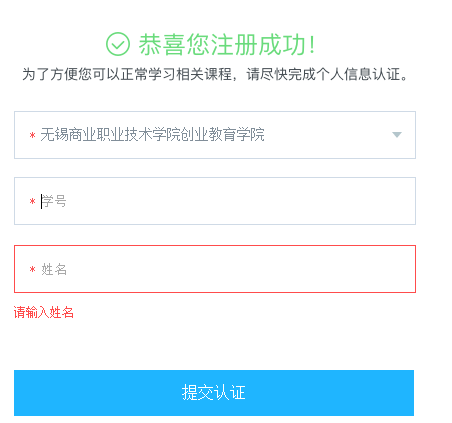 恭喜您注册成功！
为了方便您可以正常学习相关课程，请尽快完成个人信息认证。
* 无锡商业职业技术学院创业教育学院
* 学号
* 姓名
请输入姓名
提交认证